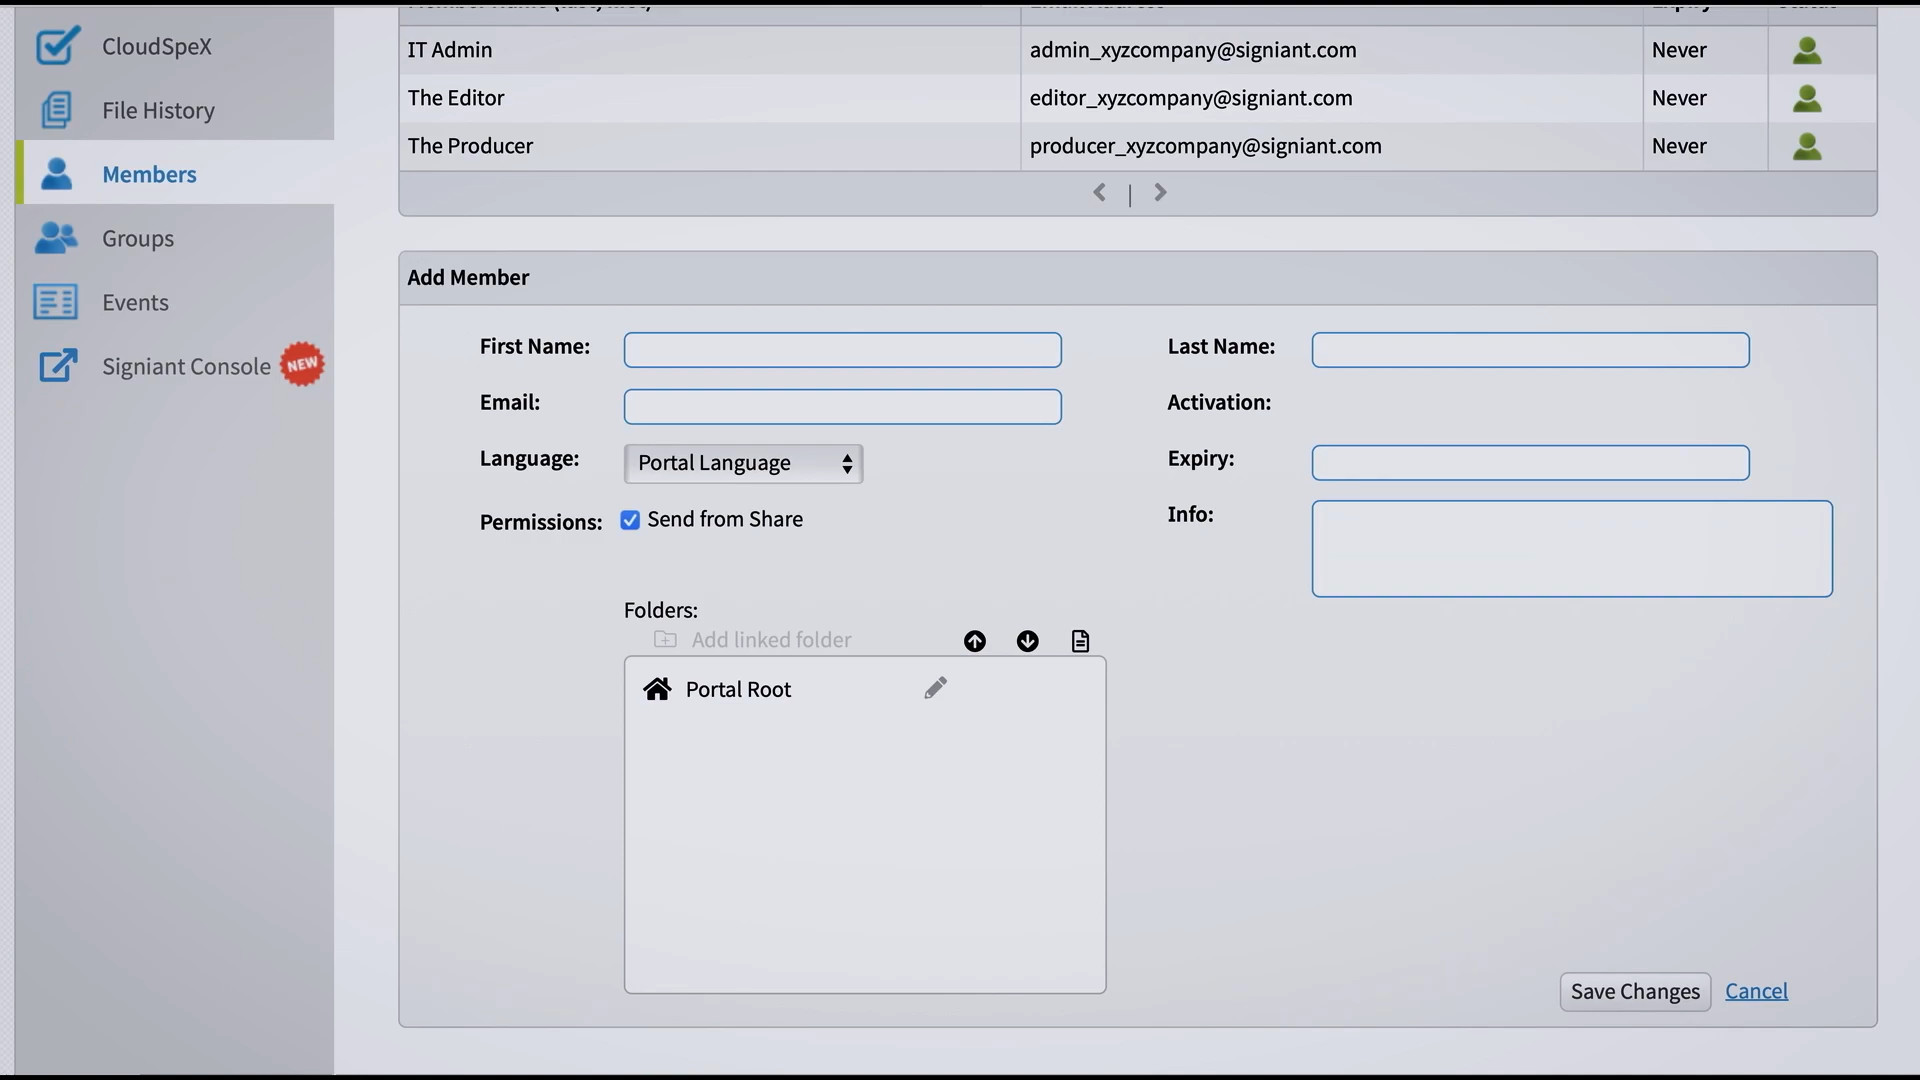 CloudSpeX
File History
Members
Groups
Events
Signiant Console NEW
IT Admin admin_xyzcompany@signiant.com Never
The Editor editor_xyzcompany@signiant.com Never
The Producer producer_xyzcompany@signiant.com Never
Add Member
First Name: Last Name:
Email: Activation:
Language: Portal Language Expiry:
Permissions: Send from Share Info:
Folders:
Add linked folder
Portal Root
Save Changes Cancel